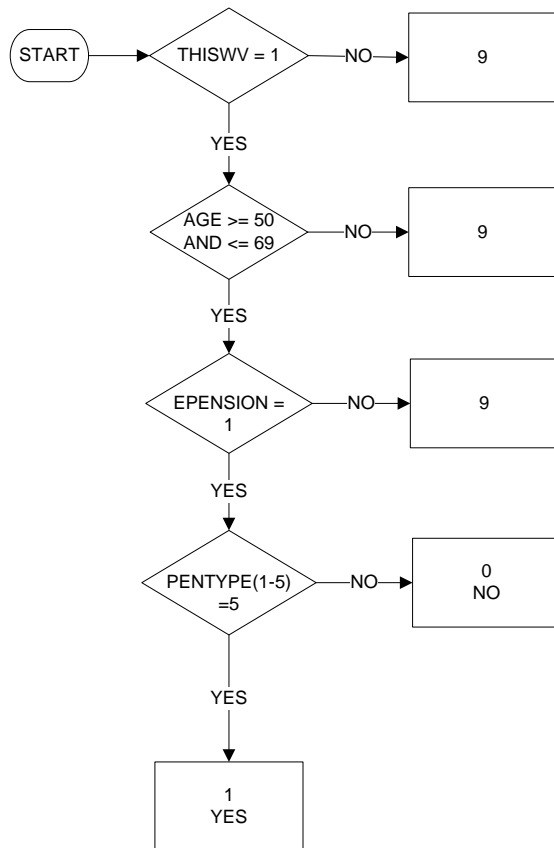 START
THISWV = 1
NO
9
YES
AGE >= 50
AND <= 69
NO
9
YES
EPENSION =
1
NO
9
YES
PENTYPE(1-5)
=5
NO
0
NO
YES
1
YES